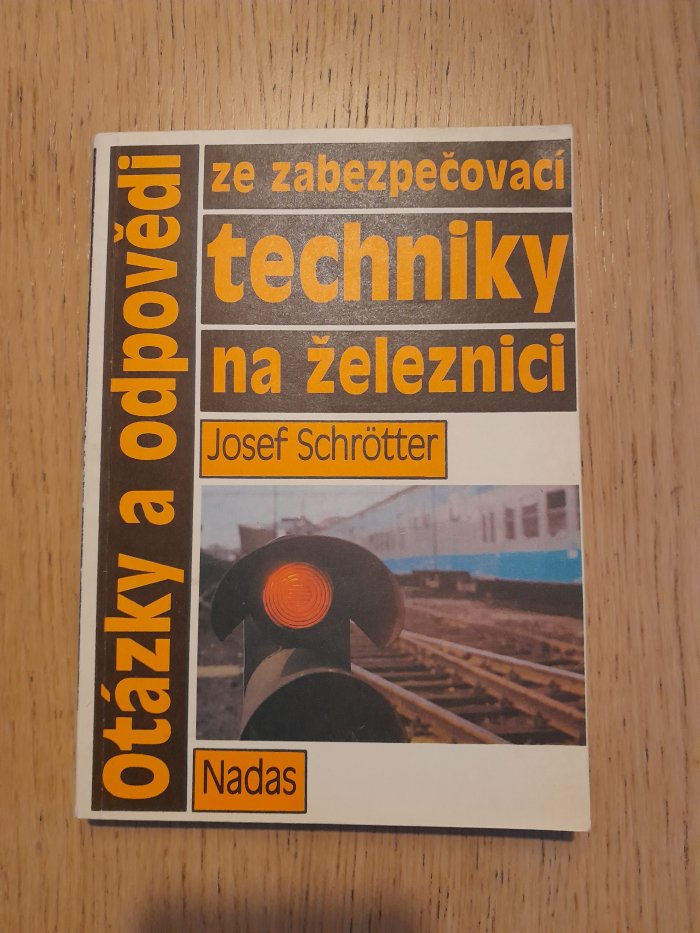 Otázky a odpovědi
ze zabezpečovací
techniky
na železnici
Josef Schrötter
Nadas